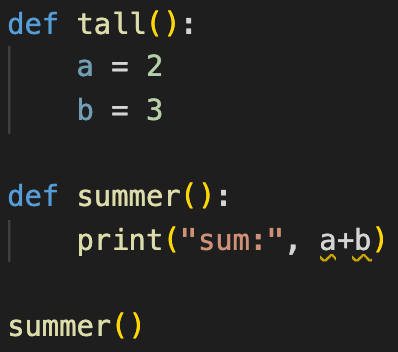 def tall():
    a = 2
    b = 3
def summer():
    print("sum:", a+b)
summer()